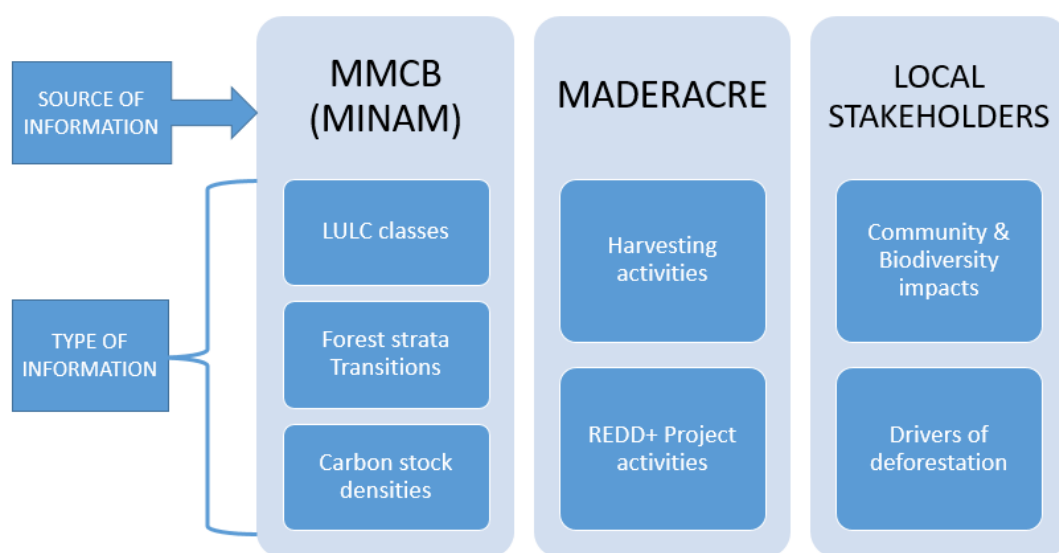 SOURCE OF
INFORMATION
MMCB
(MINAM)
MADERACRE
LOCAL
STAKEHOLDERS
TYPE OF
INFORMATION
LULC classes
Forest strata
Transitions
Carbon stock
densities
Harvesting
activities
REDD+ Project
activities
Community &
Biodiversity
impacts
Drivers of
deforestation